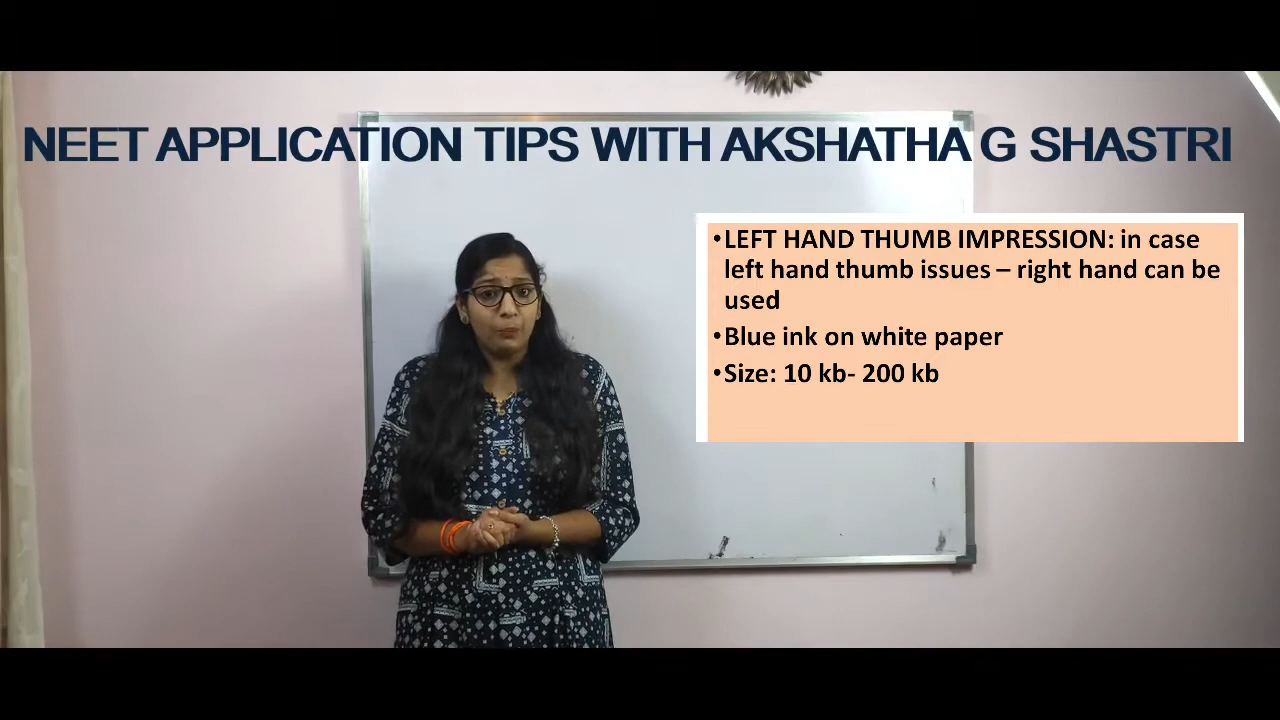 NEET APPLICATION TIPS WITH AKSHATHA G SHASTRI
•LEFT HAND THUMB IMPRESSION: in case
left hand thumb issues – right hand can be
used
•Blue ink on white paper
•Size: 10 kb- 200 kb